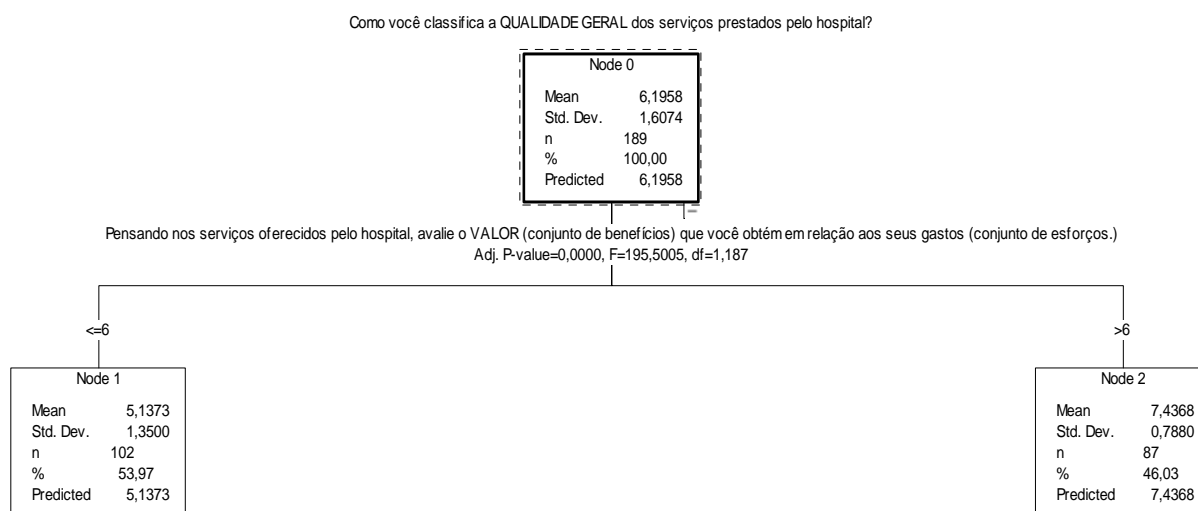 Como você classifica a QUALIDADE GERAL dos serviços prestados pelo hospital?
Node 0
Mean 6,1958
Std. Dev. 1,6074
n 189
% 100,00
Predicted 6,1958
Pensando nos serviços oferecidos pelo hospital, avalie o VALOR (conjunto de benefícios) que você obtém em relação aos seus gastos (conjunto de esforços.)
Adj. P-value=0,0000, F=195,5005, df=1,187
<=6
>6
Node 1
Mean 5,1373
Std. Dev. 1,3500
n 102
% 53,97
Predicted 5,1373
Node 2
Mean 7,4368
Std. Dev. 0,7880
n 87
% 46,03
Predicted 7,4368